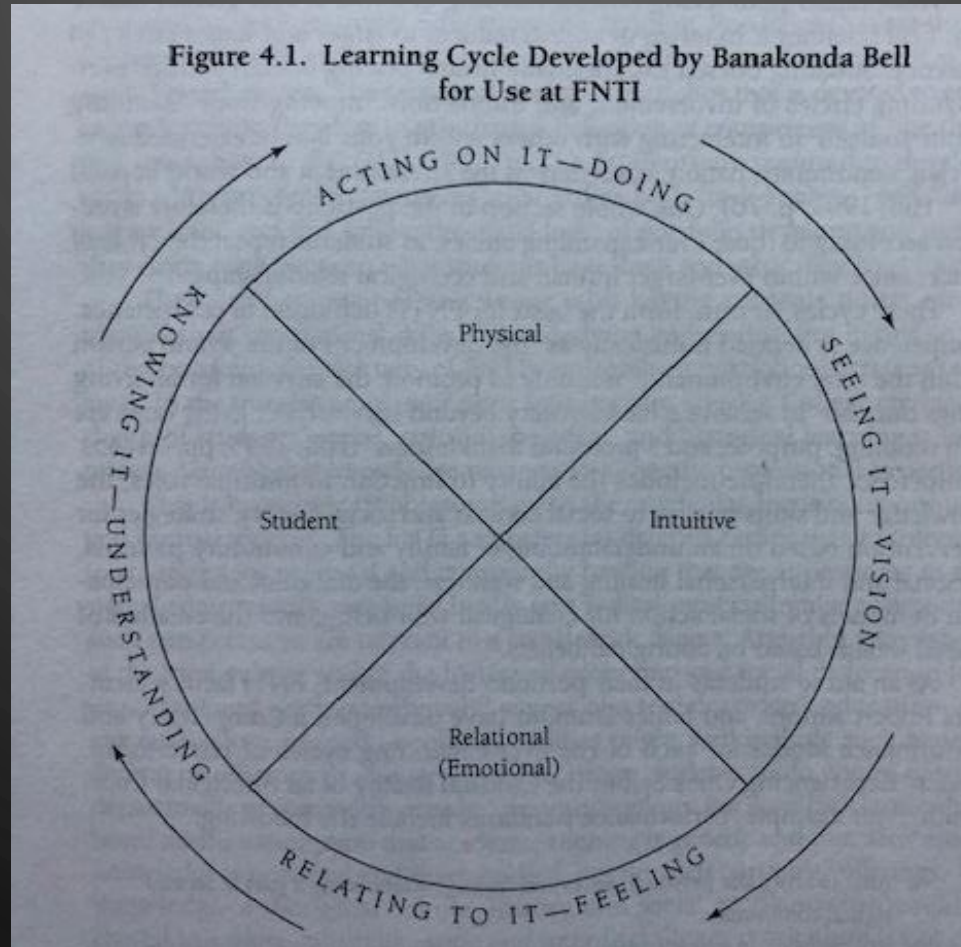 Figure 4.1. Learning Cycle Developed by Banakonda Bell
for Use at FNTI
ACTING ON IT—DOING
KNOWING IT—UNDERSTANDING
SEEING IT—VISION
Physical
Student
Intuitive
Relational
(Emotional)
RELATING TO IT—FEELING